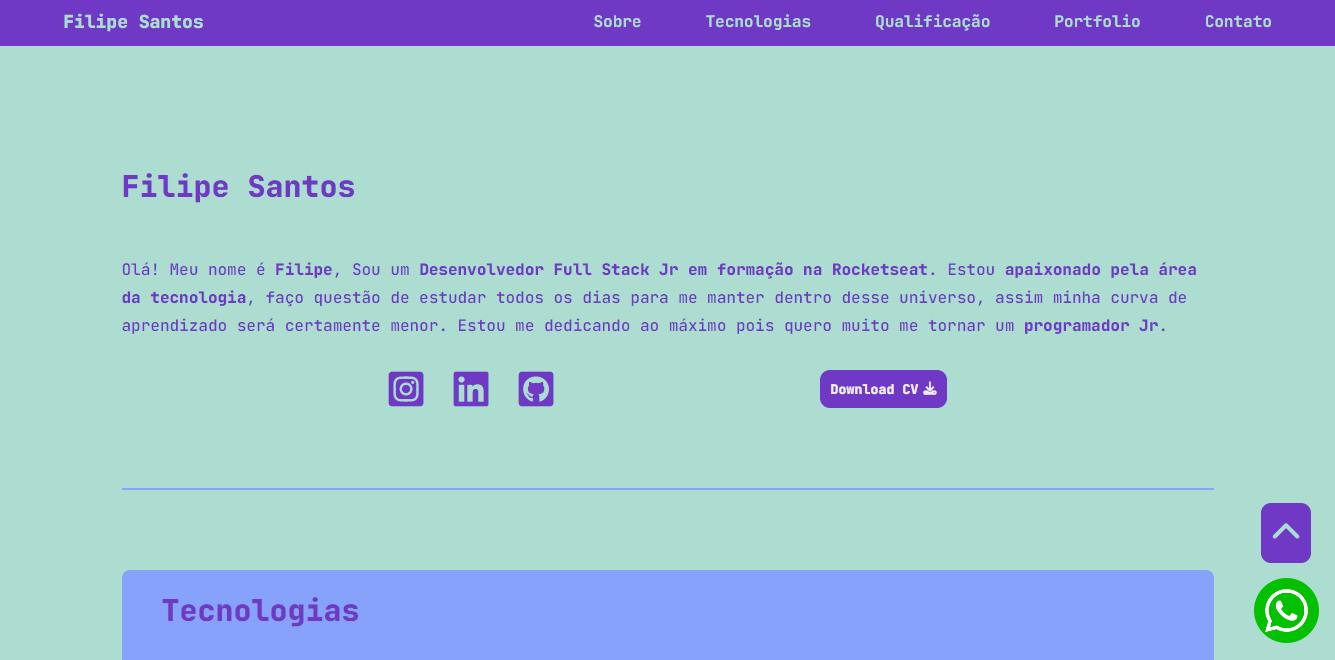 Filipe Santos
Sobre
Tecnologias
Qualificação
Portfolio
Contato
Filipe Santos
Olá! Meu nome é Filipe, Sou um Desenvolvedor Full Stack Jr em formação na Rocketseat. Estou apaixonado pela área
da tecnologia, faço questão de estudar todos os dias para me manter dentro desse universo, assim minha curva de
aprendizado será certamente menor. Estou me dedicando ao máximo pois quero muito me tornar um programador Jr.
in
Download CV
Tecnologias